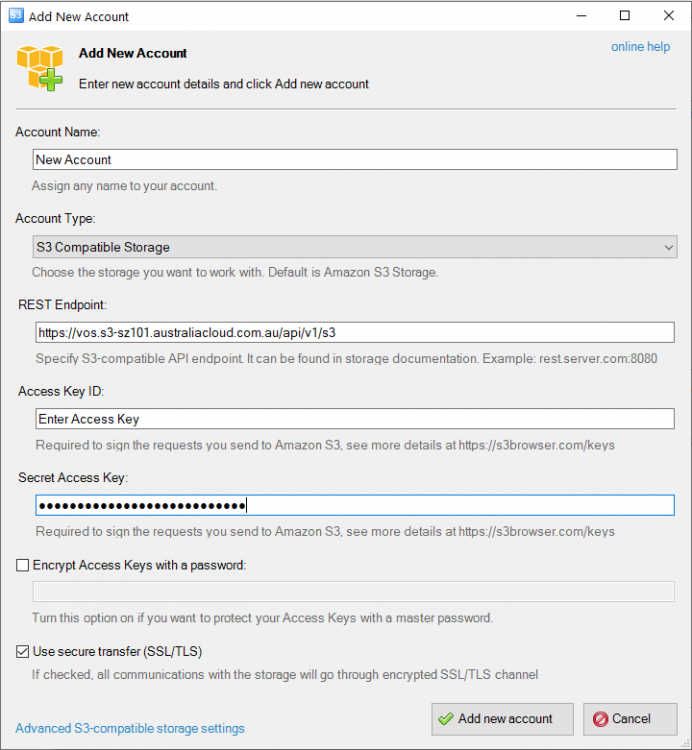 S3 Add New Account
Add New Account
online help
Enter new account details and click Add new account
Account Name:
New Account
Assign any name to your account.
Account Type:
S3 Compatible Storage
Choose the storage you want to work with. Default is Amazon S3 Storage.
REST Endpoint:
https://vos.s3-sz101.australiacloud.com.au/api/v1/s3
Specify S3-compatible API endpoint. It can be found in storage documentation. Example: rest.server.com:8080
Access Key ID:
Enter Access Key
Required to sign the requests you send to Amazon S3, see more details at https://s3browser.com/keys
Secret Access Key:
Required to sign the requests you send to Amazon S3, see more details at https://s3browser.com/keys
Encrypt Access Keys with a password:
Turn this option on if you want to protect your Access Keys with a master password.
Use secure transfer (SSL/TLS)
If checked, all communications with the storage will go through encrypted SSL/TLS channel
Advanced S3-compatible storage settings
Add new account
Cancel